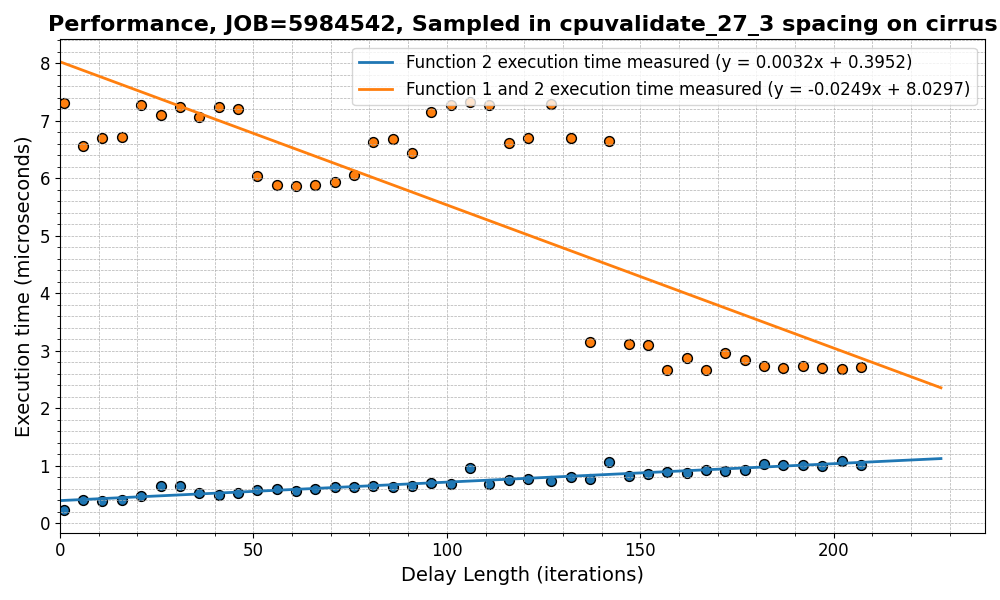 Performance, JOB=5984542, Sampled in cpuvalidate_27_3 spacing on cirrus
Function 2 execution time measured (y = 0.0032x + 0.3952)
Function 1 and 2 execution time measured (y = -0.0249x + 8.0297)
Execution time (microseconds)
8
7
6
5
4
3
2
1
0
0 50 100 150 200
Delay Length (iterations)